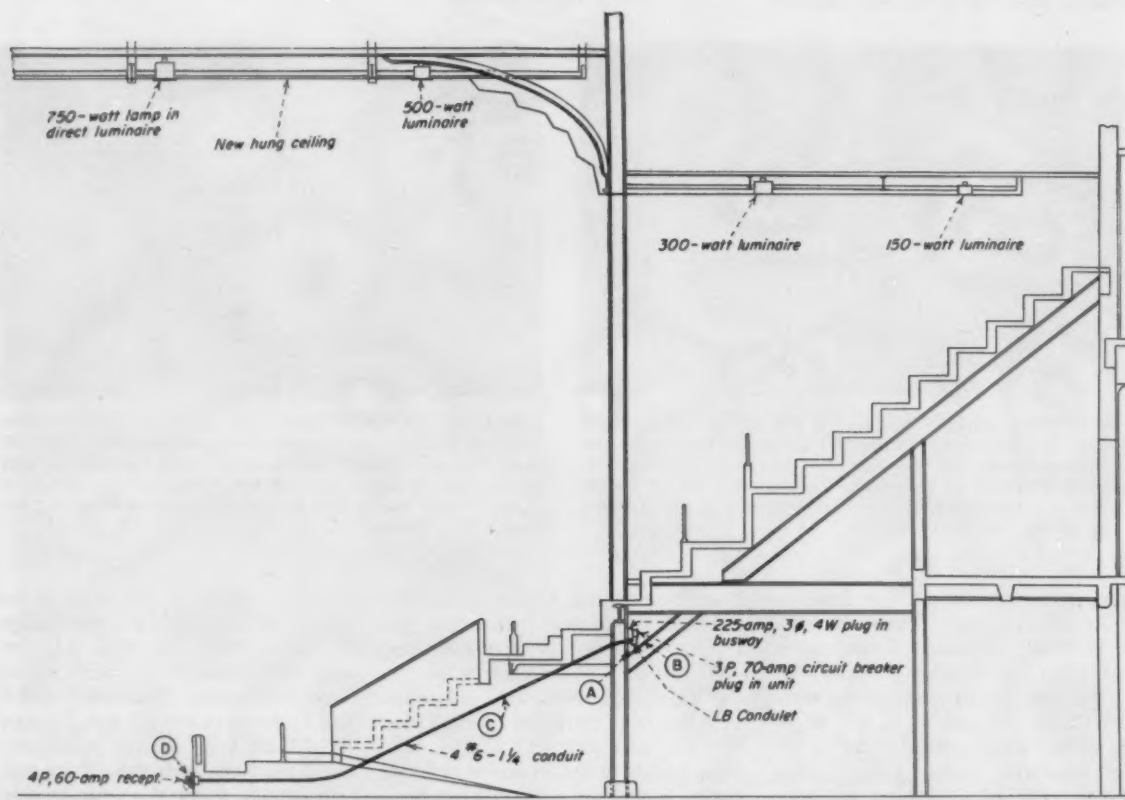 750-watt lamp in
direct luminaire
New hung ceiling
500-watt
luminaire
300-watt luminaire
150-watt luminaire
225-amp, 3ø, 4W plug in
busway
B
3P, 70-amp circuit breaker
plug in unit
A
LB Condulet
C
4 #6-1¼ conduit
D
4P, 60-amp recept.